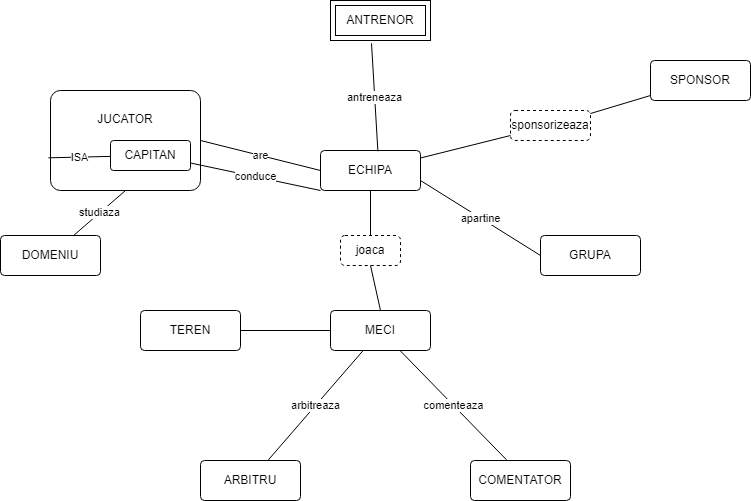 ANTRENOR
antreneaza
SPONSOR
sponsorizeaza
JUCATOR
ISA
CAPITAN
are
conduce
ECHIPA
studiaza
apartine
DOMENIU
joaca
GRUPA
TEREN
MECI
arbitreaza
comenteaza
ARBITRU
COMENTATOR